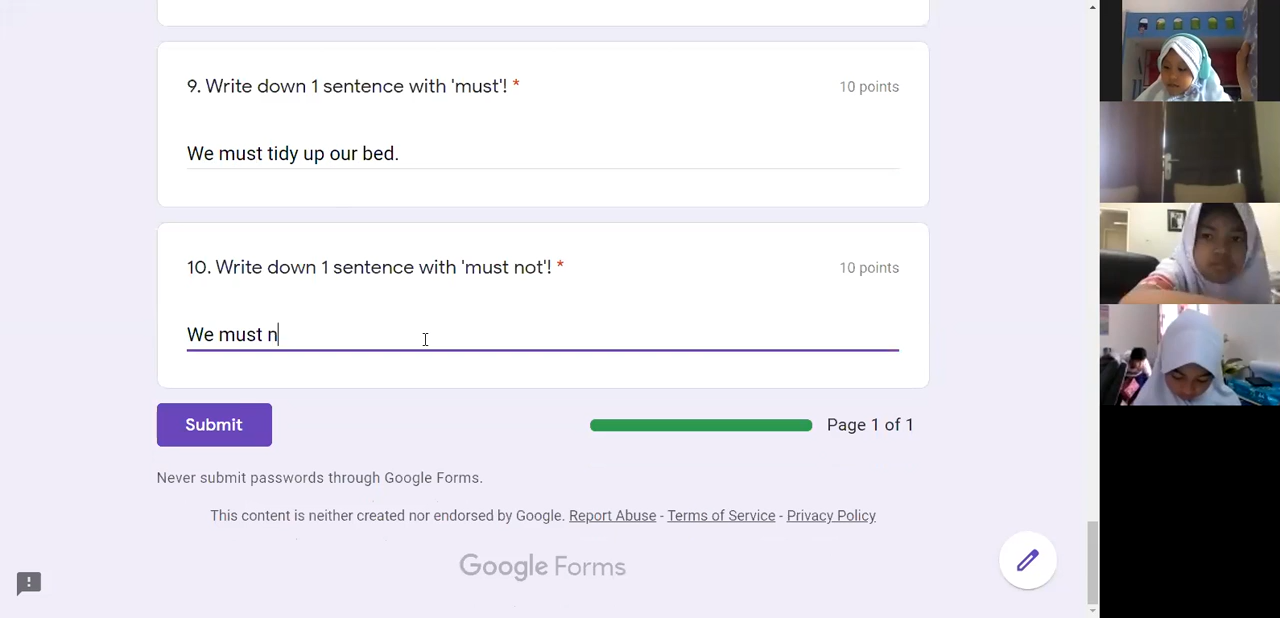 9. Write down 1 sentence with 'must'! *
10 points
We must tidy up our bed.
10. Write down 1 sentence with 'must not'! *
10 points
We must n
Submit
Page 1 of 1
Never submit passwords through Google Forms.
This content is neither created nor endorsed by Google. Report Abuse - Terms of Service - Privacy Policy
Google Forms